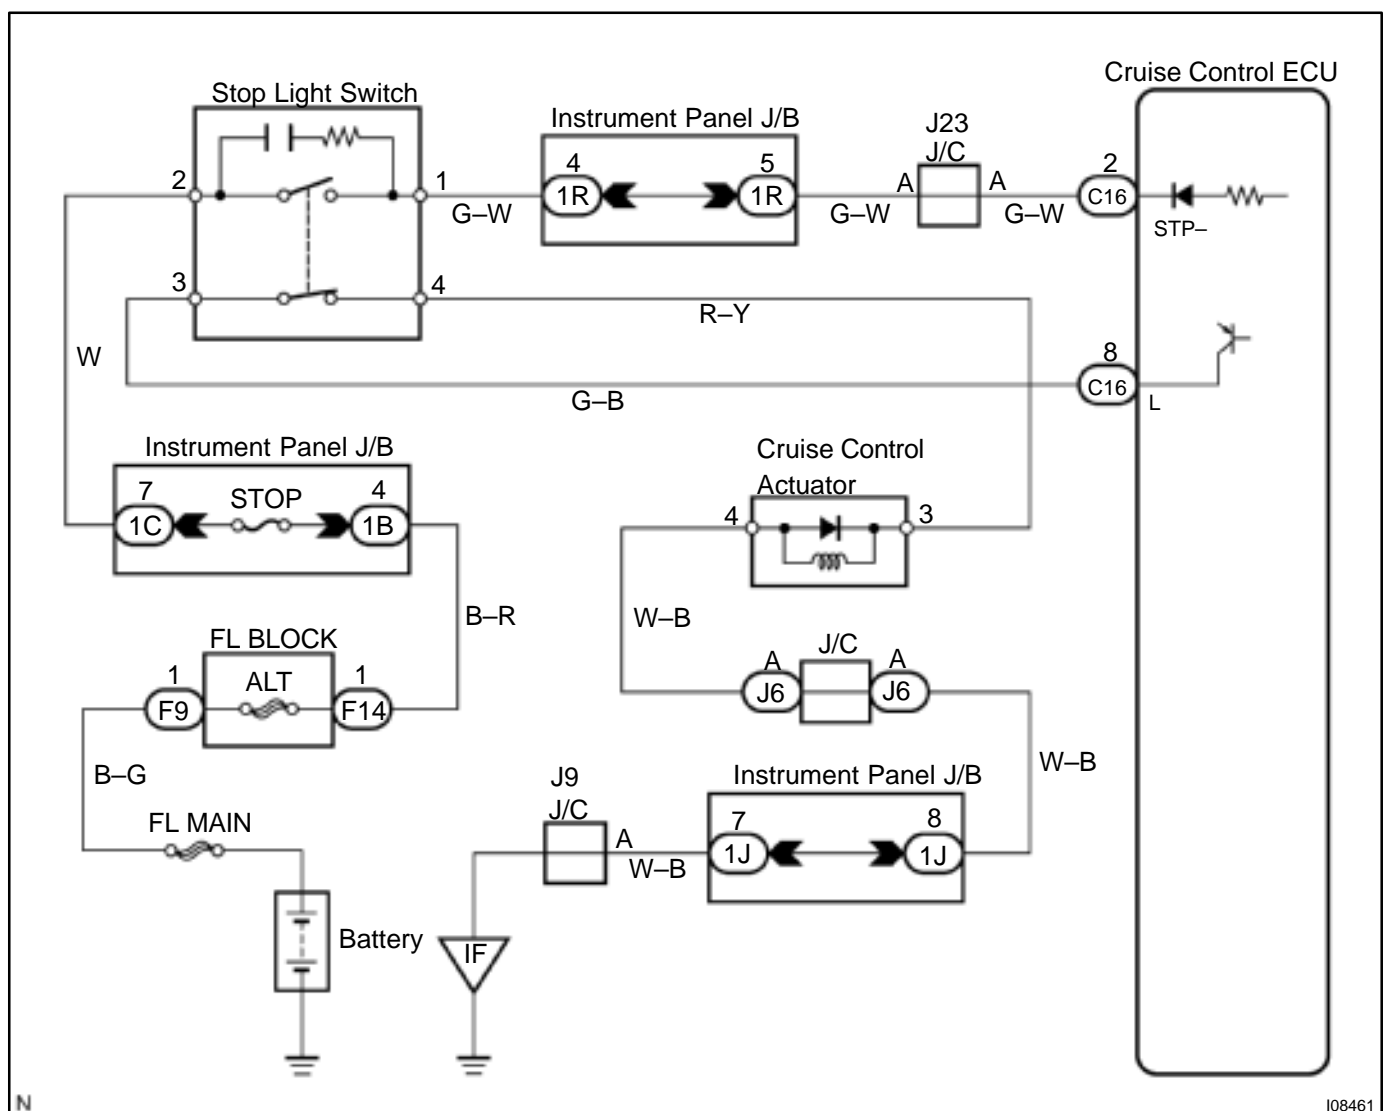 Cruise Control ECU
Stop Light Switch
Instrument Panel J/B
J23
J/C
2
1
4
5
A
A
2
1R
1R
C16
G–W
G–W
G–W
STP–
3
4
R–Y
W
8
C16
L
G–B
Instrument Panel J/B
Cruise Control
Actuator
7
STOP
4
1C
1B
4
3
B–R
W–B
FL BLOCK
J/C
1
ALT
1
A
A
F9
F14
J6
J6
B–G
W–B
J9
J/C
Instrument Panel J/B
FL MAIN
A
7
8
W–B
1J
1J
Battery
IF
N
I08461